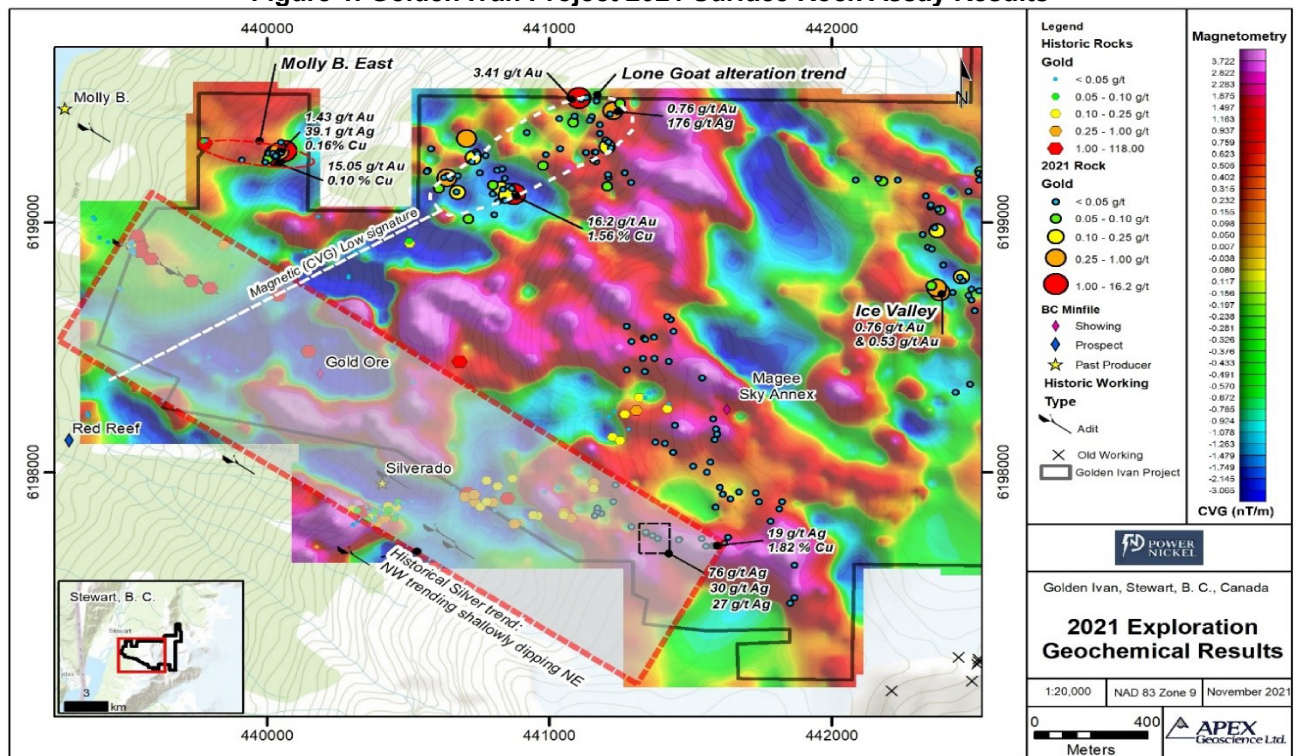 Figure 1. Golden Ivan Project 2021 Surface Rock Assay Results
440000
441000
442000
6199000
6198000
6199000
6198000
440000
441000
442000
Molly B.
Molly B. East
1.43 g/t Au
39.1 g/t Ag
0.16% Cu
15.05 g/t Au
0.10 % Cu
3.41 g/t Au
Lone Goat alteration trend
0.76 g/t Au
176 g/t Ag
16.2 g/t Au
1.56 % Cu
Magnetic (CVG) Low signature
N
Ice Valley
0.76 g/t Au
& 0.53 g/t Au
Gold Ore
Magee
Sky Annex
Red Reef
Silverado
19 g/t Ag
1.82 % Cu
76 g/t Ag
30 g/t Ag
27 g/t Ag
Historical Silver trend:
NW trending shallowly dipping NE
Stewart, B. C.
Stewart
3
km
Legend
Historic Rocks
Gold
< 0.05 g/t
0.05 - 0.10 g/t
0.10 - 0.25 g/t
0.25 - 1.00 g/t
1.00 - 118.00
2021 Rock
Gold
<0.05 g/t
0.05 - 0.10 g/t
0.10 - 0.25 g/t
0.25 - 1.00 g/t
1.00 - 16.2 g/t
BC Minfile
Showing
Prospect
Past Producer
Historic Working
Type
Adit
Old Working
Golden Ivan Project
Magnetometry
3.722
2.622
2.283
1.875
1.497
1.163
0.937
0.759
0.623
0.505
0.402
0.315
0.232
0.155
0.098
0.050
0.007
-0.038
0.080
-0.117
-0.156
-0.197
-0.238
-0.281
-0.326
-0.376
-0.433
-0.491
-0.570
-0.672
-0.785
-0.924
-1.078
-1.263
-1.479
-1.749
-2.145
-3.065
CVG (nT/m)
POWER
NICKEL
Golden Ivan, Stewart, B. C., Canada
2021 Exploration
Geochemical Results
1:20,000
NAD 83 Zone 9
November 2021
0
400
Meters
APEX
Geoscience Ltd.